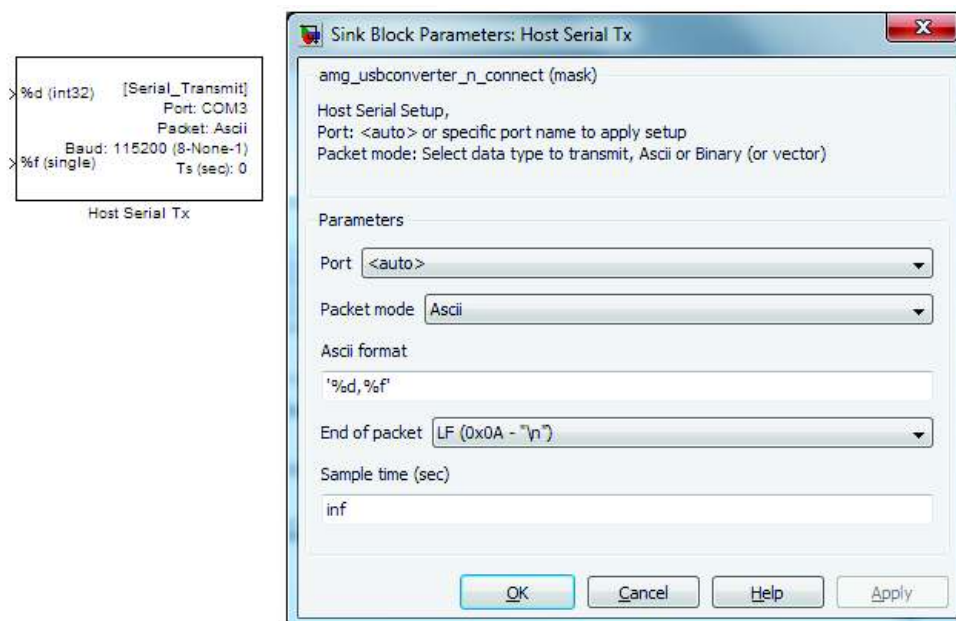 %d (int32)
[Serial_Transmit]
Port: COM3
Packet: Ascii
Baud: 115200 (8-None-1)
%f (single)
Ts (sec): 0
Host Serial Tx
Sink Block Parameters: Host Serial Tx
amg_usbconverter_n_connect (mask)
Host Serial Setup,
Port: <auto> or specific port name to apply setup
Packet mode: Select data type to transmit, Ascii or Binary (or vector)
Parameters
Port <auto>
Packet mode Ascii
Ascii format
'%d,%f'
End of packet LF (0x0A - "\n")
Sample time (sec)
inf
OK Cancel Help Apply